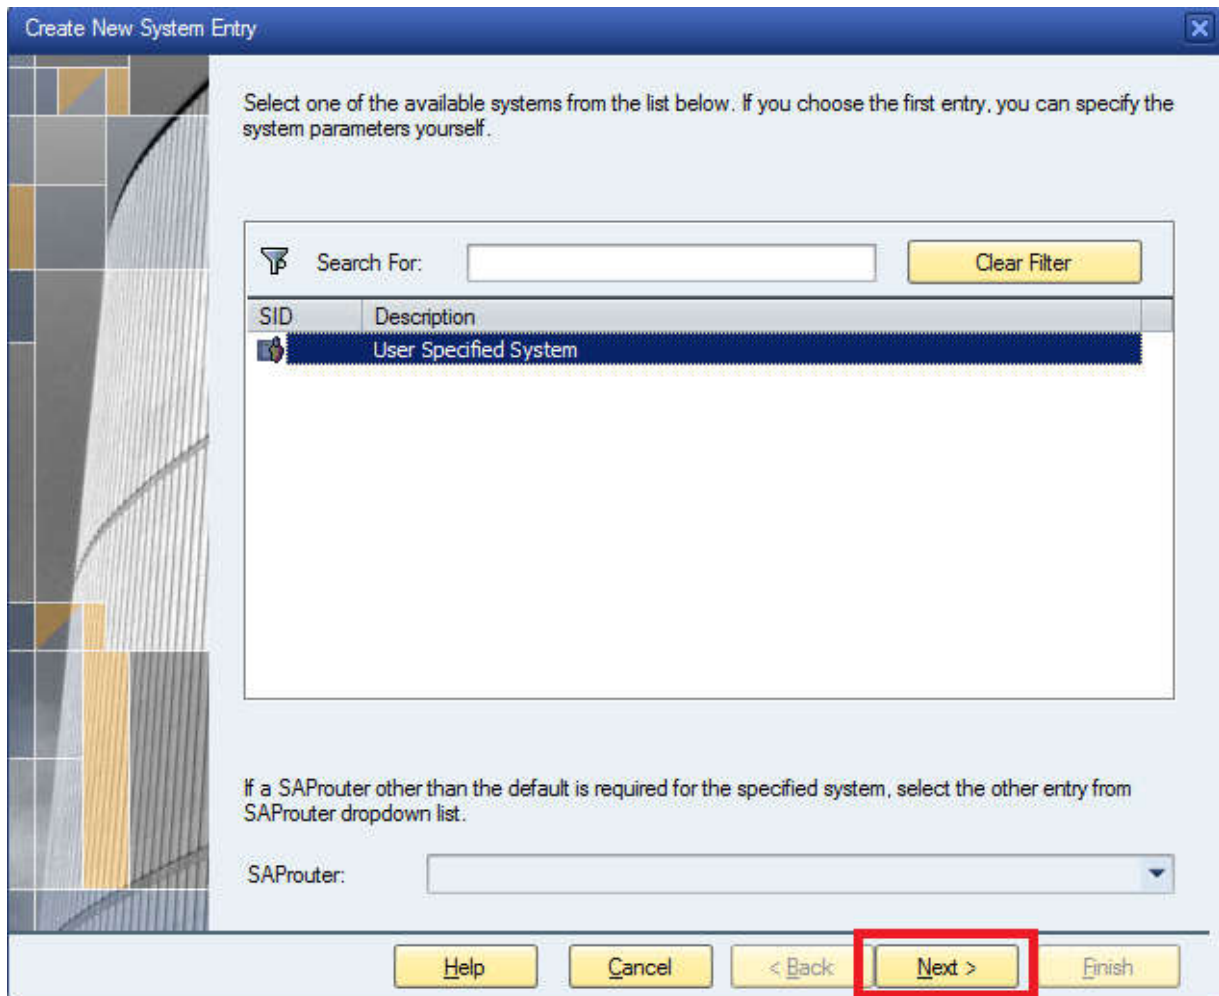 Create New System Entry
Select one of the available systems from the list below. If you choose the first entry, you can specify the
system parameters yourself.
Search For:
Clear Filter
SID Description
User Specified System
If a SAProuter other than the default is required for the specified system, select the other entry from
SAProuter dropdown list.
SAProuter:
Help Cancel < Back Next > Finish